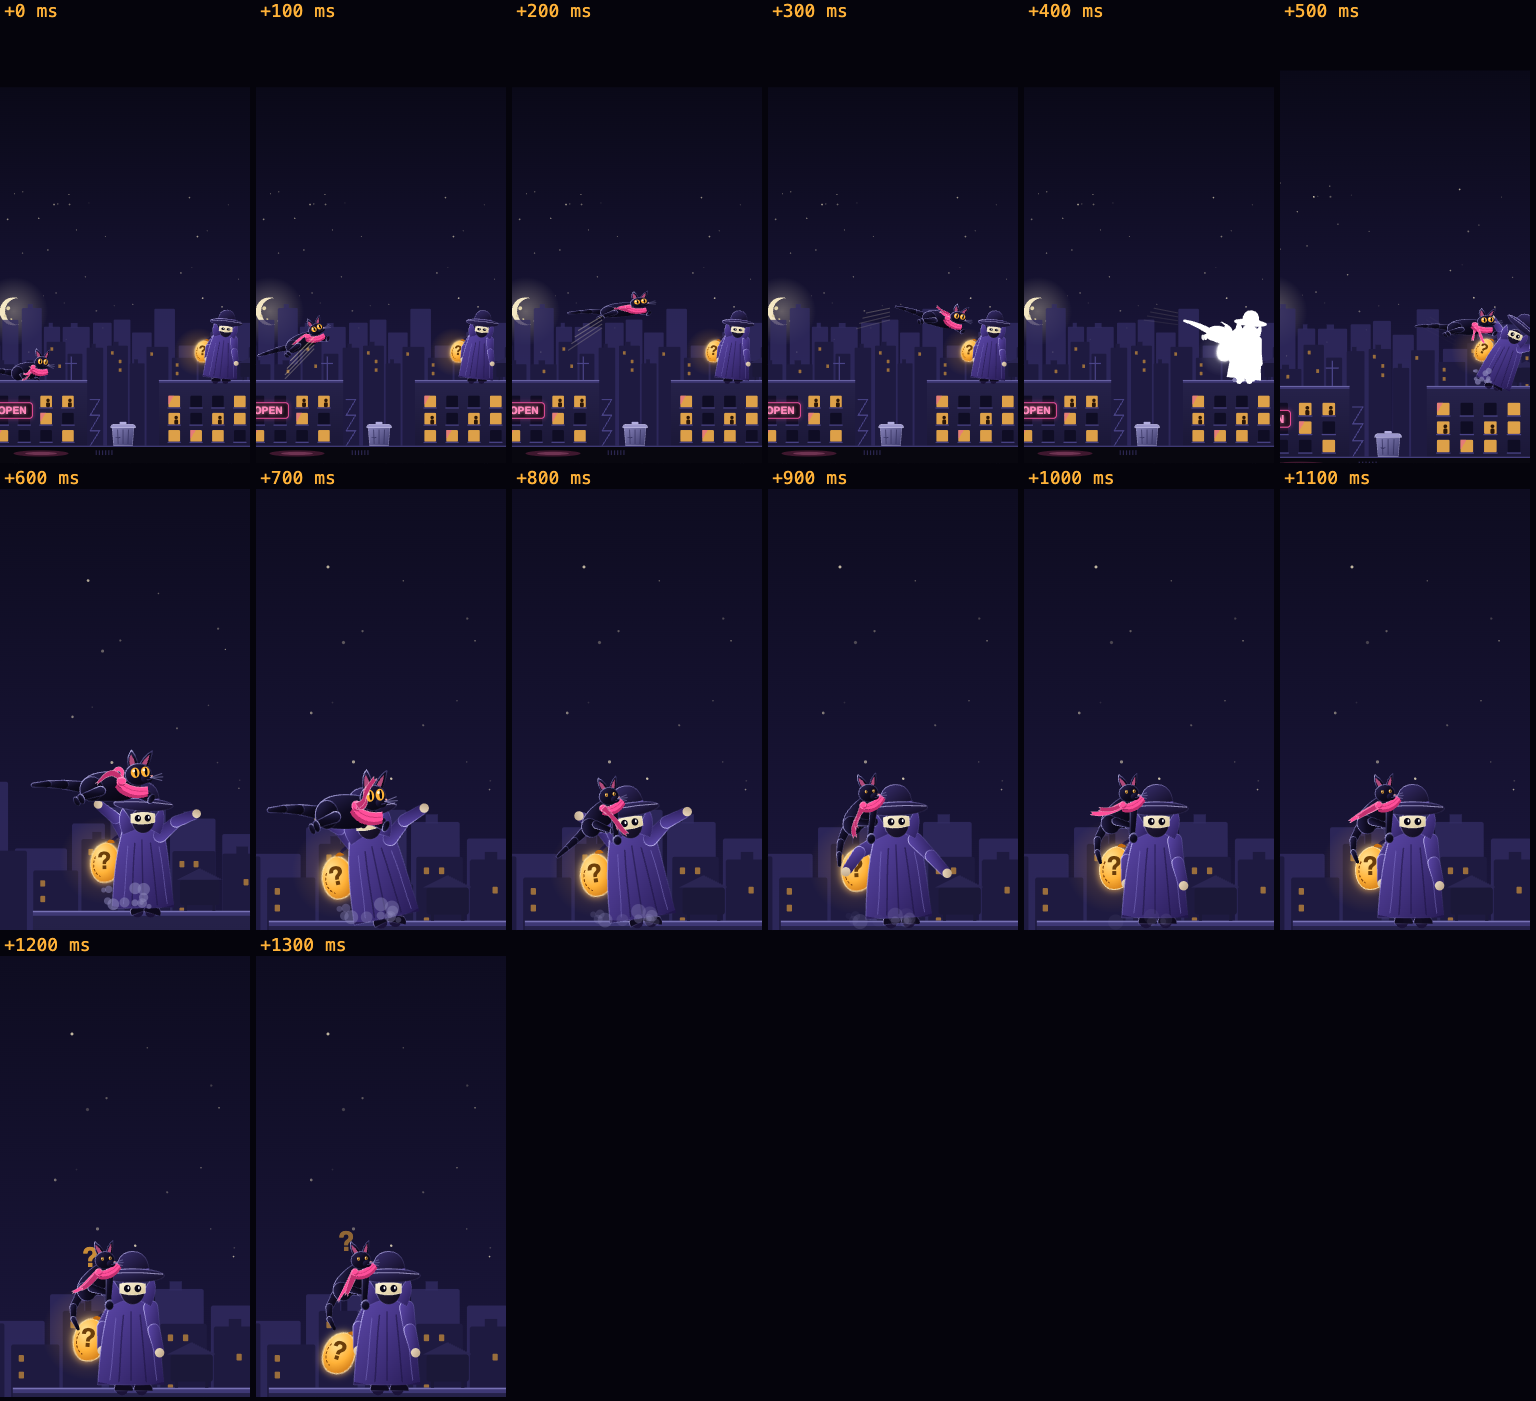 +0 ms +100 ms +200 ms +300 ms +400 ms +500 ms
? ? ? ? ?
OPEN OPEN OPEN OPEN OPEN N
+600 ms +700 ms +800 ms +900 ms +1000 ms +1100 ms
? ? ? ? ? ?
+1200 ms +1300 ms
? ?
? ?